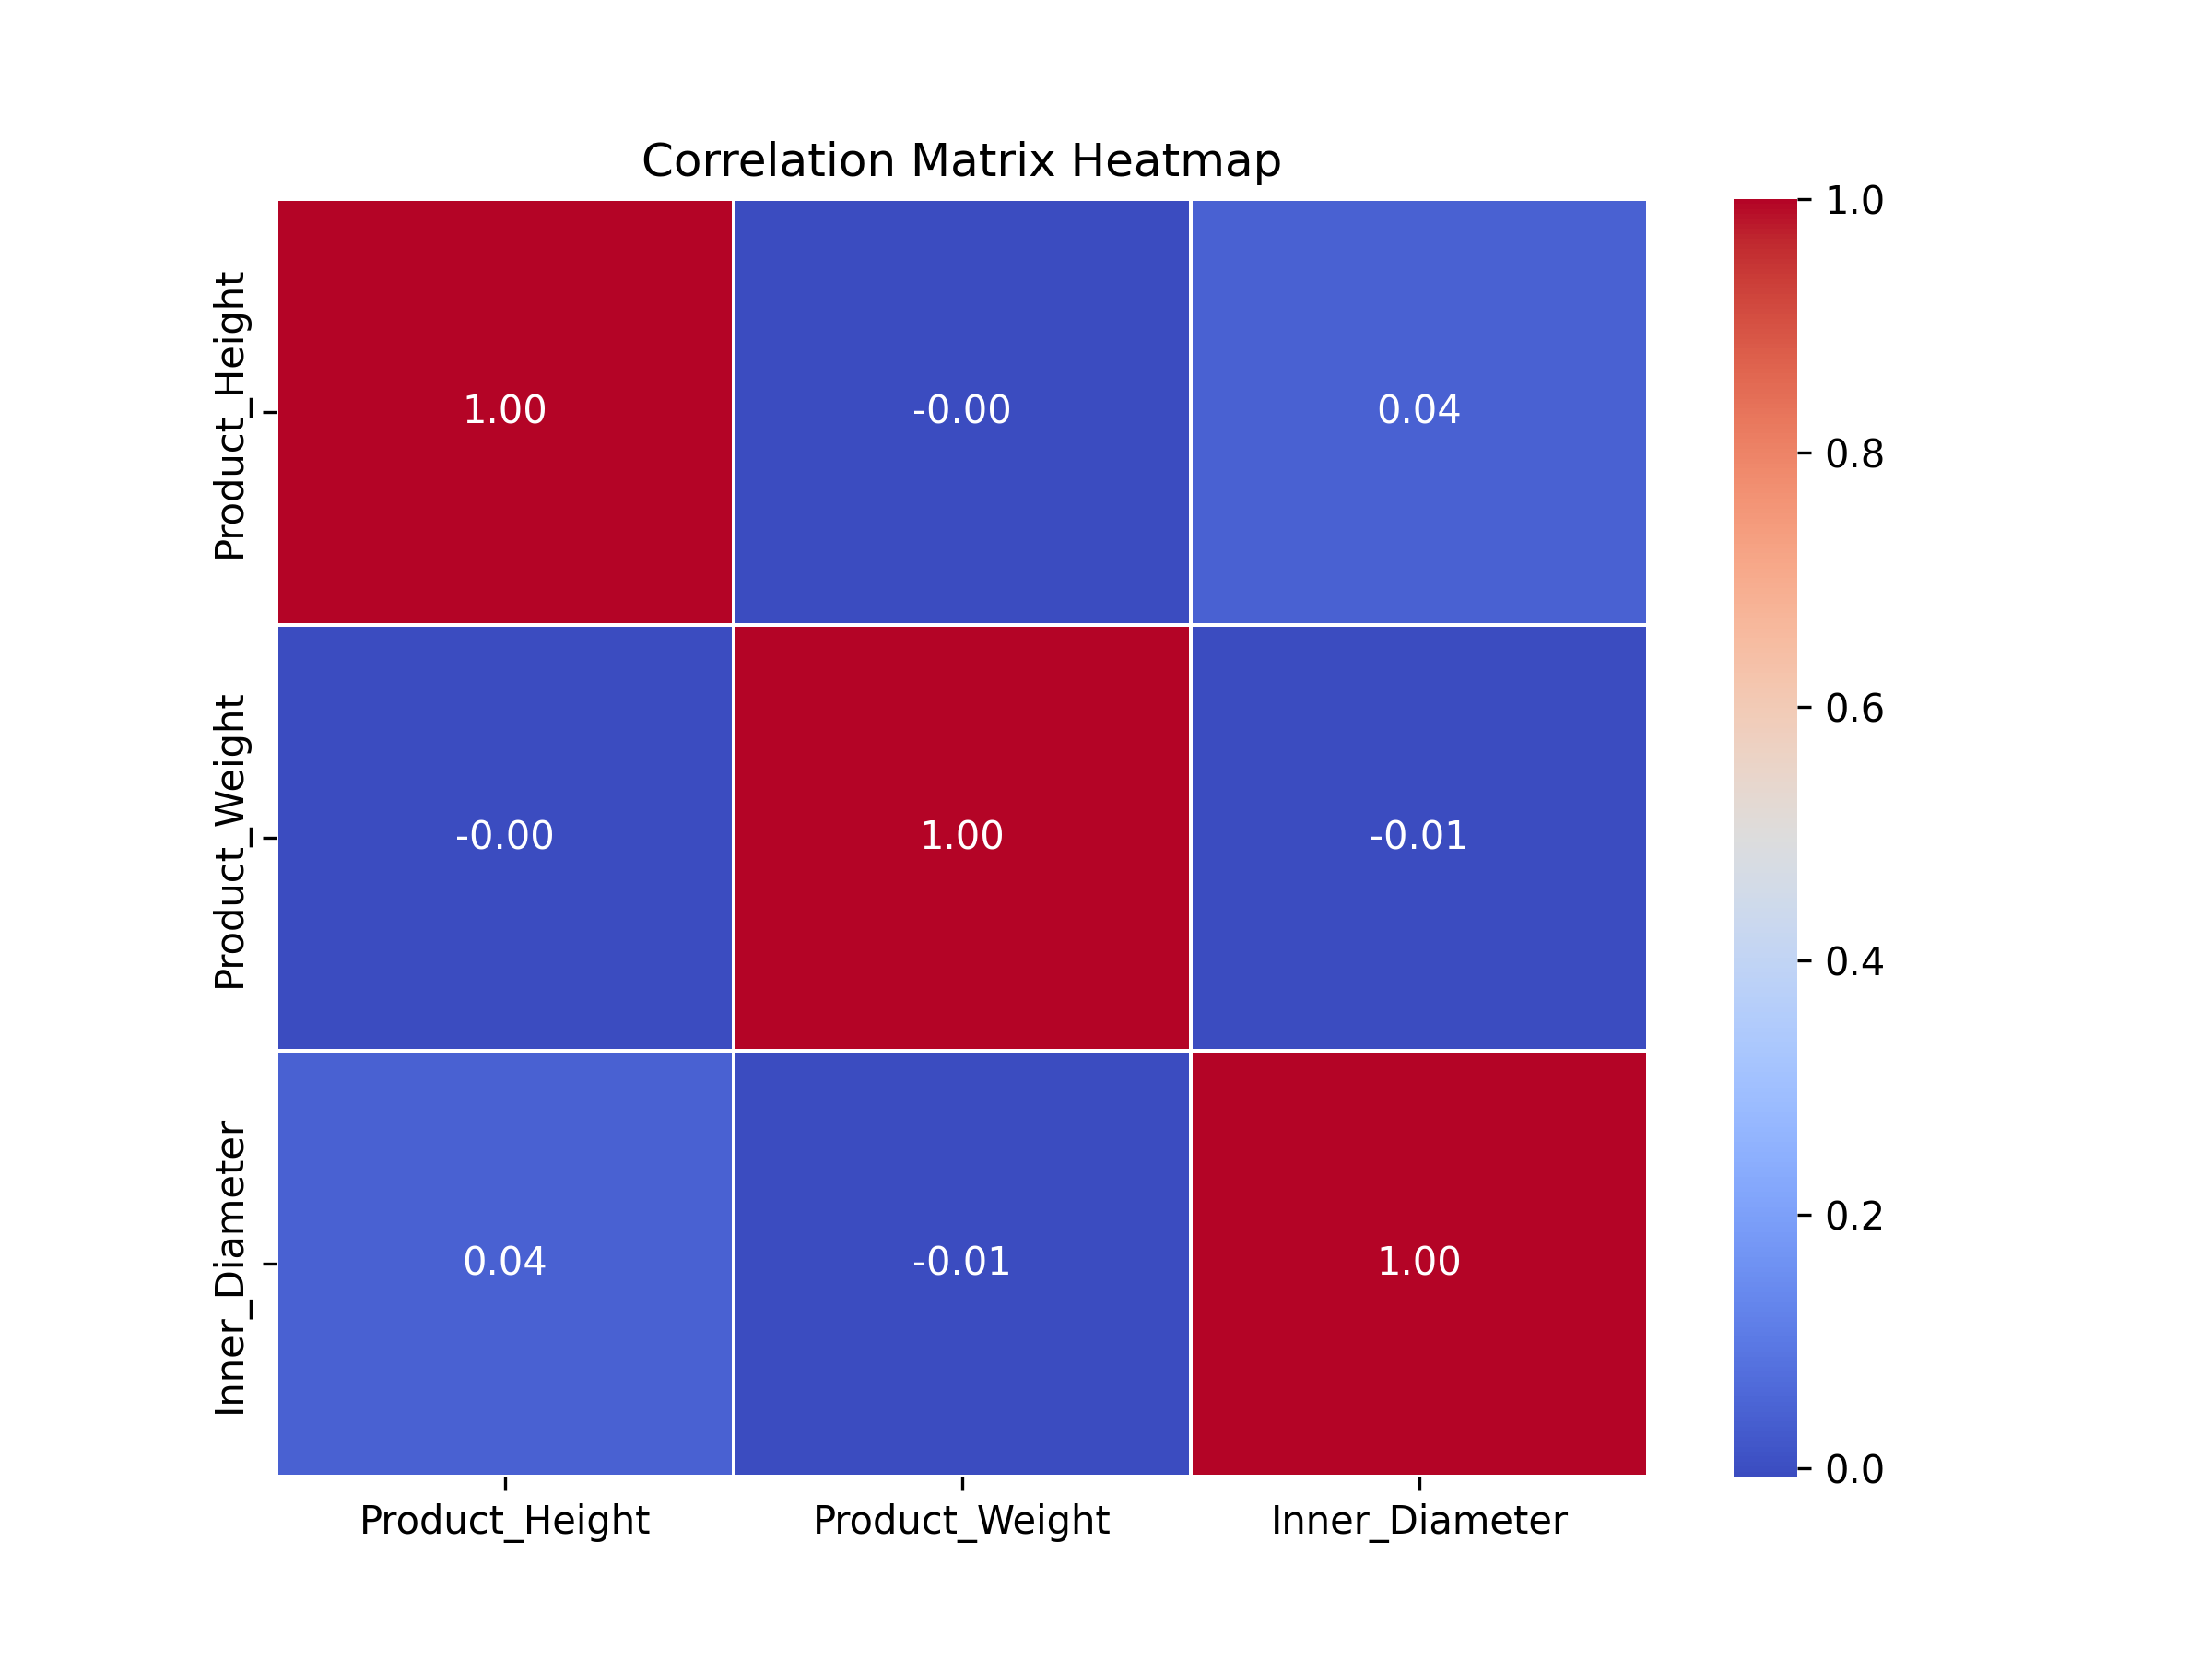 Correlation Matrix Heatmap
Product_Height
1.00
-0.00
0.04
Product_Weight
-0.00
1.00
-0.01
Inner_Diameter
0.04
-0.01
1.00
Product_Height
Product_Weight
Inner_Diameter
1.0
0.8
0.6
0.4
0.2
0.0